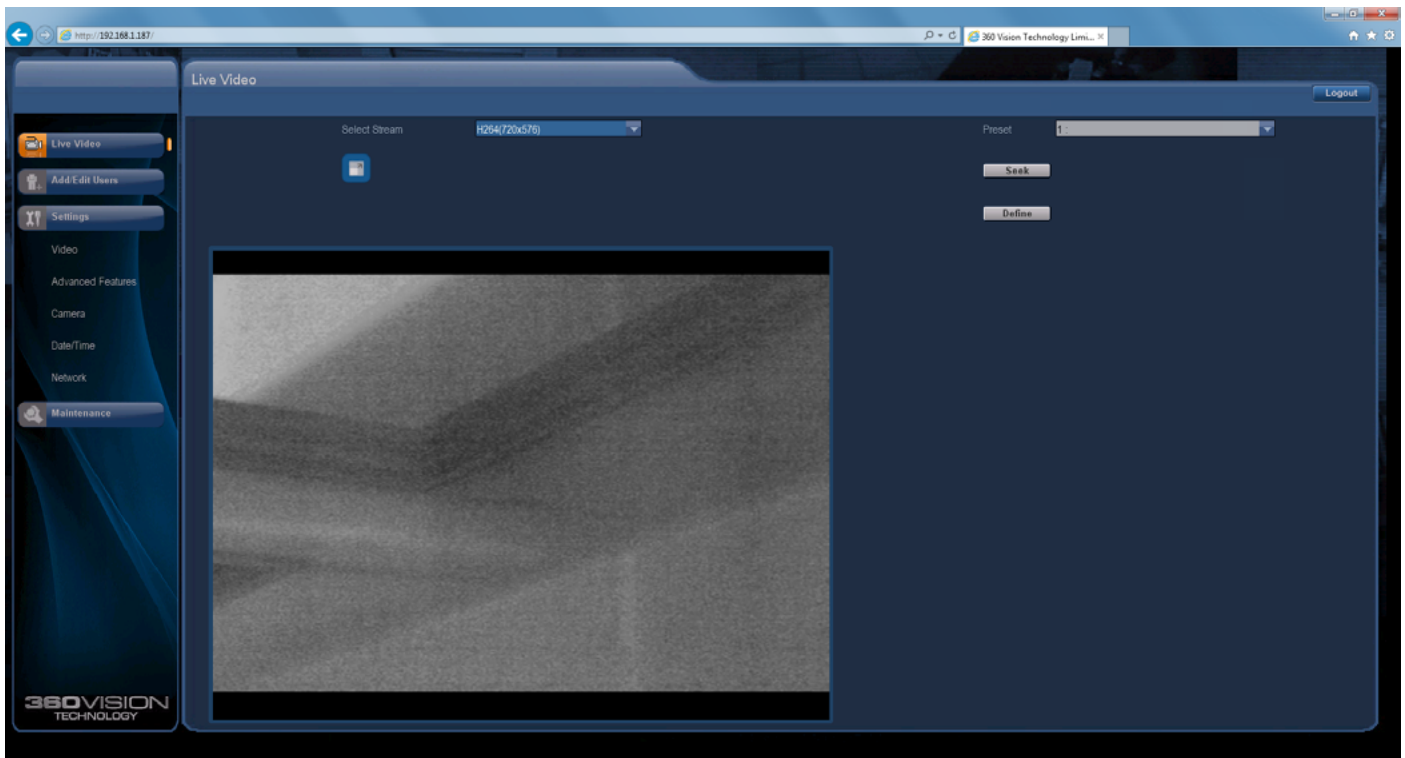 http://192.168.1.187/
360 Vision Technology Limi...
Live Video
Logout
Select Stream
H264(720x576)
Preset
1 :
Seek
Define
Live Video
Add/Edit Users
Settings
Video
Advanced Features
Camera
Date/Time
Network
Maintenance
360VISION
TECHNOLOGY